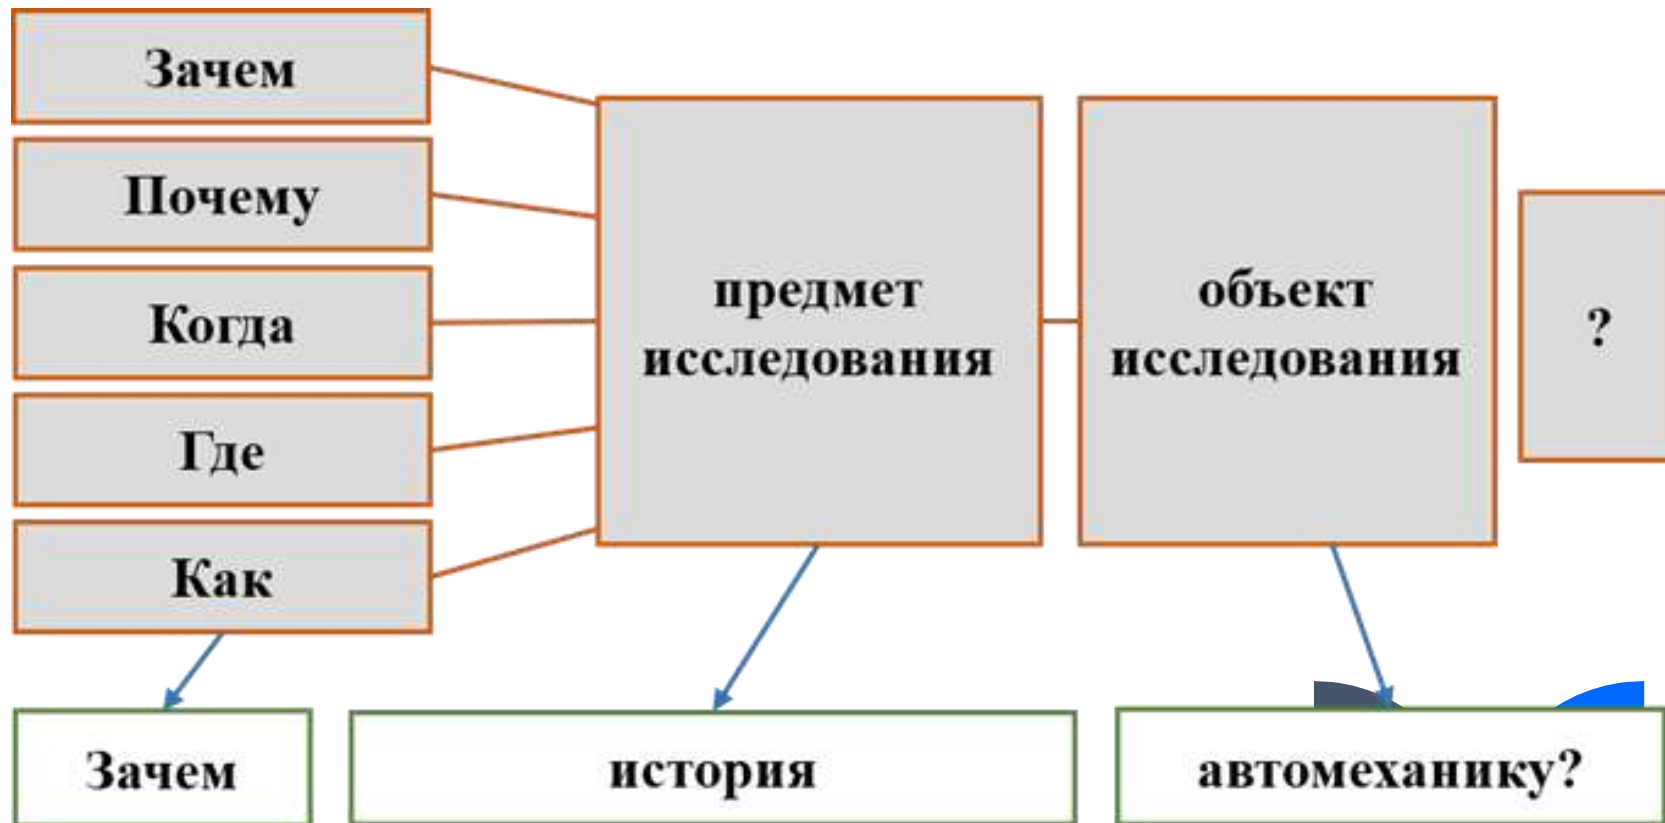 Зачем
Почему
Когда
Где
Как
предмет
исследования
объект
исследования
?
Зачем
история
автомеханику?